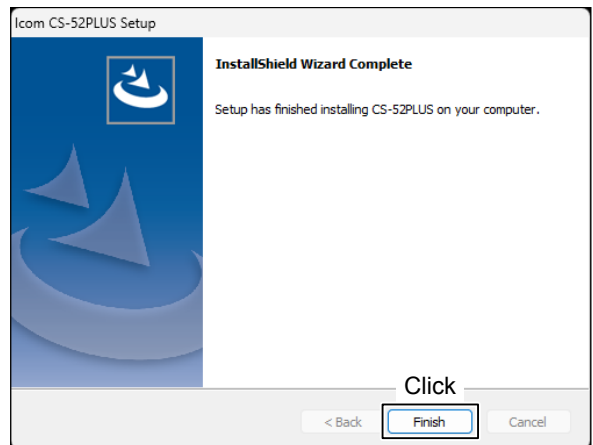 Icom CS-52PLUS Setup
InstallShield Wizard Complete
Setup has finished installing CS-52PLUS on your computer.
Click
< Back
Finish
Cancel